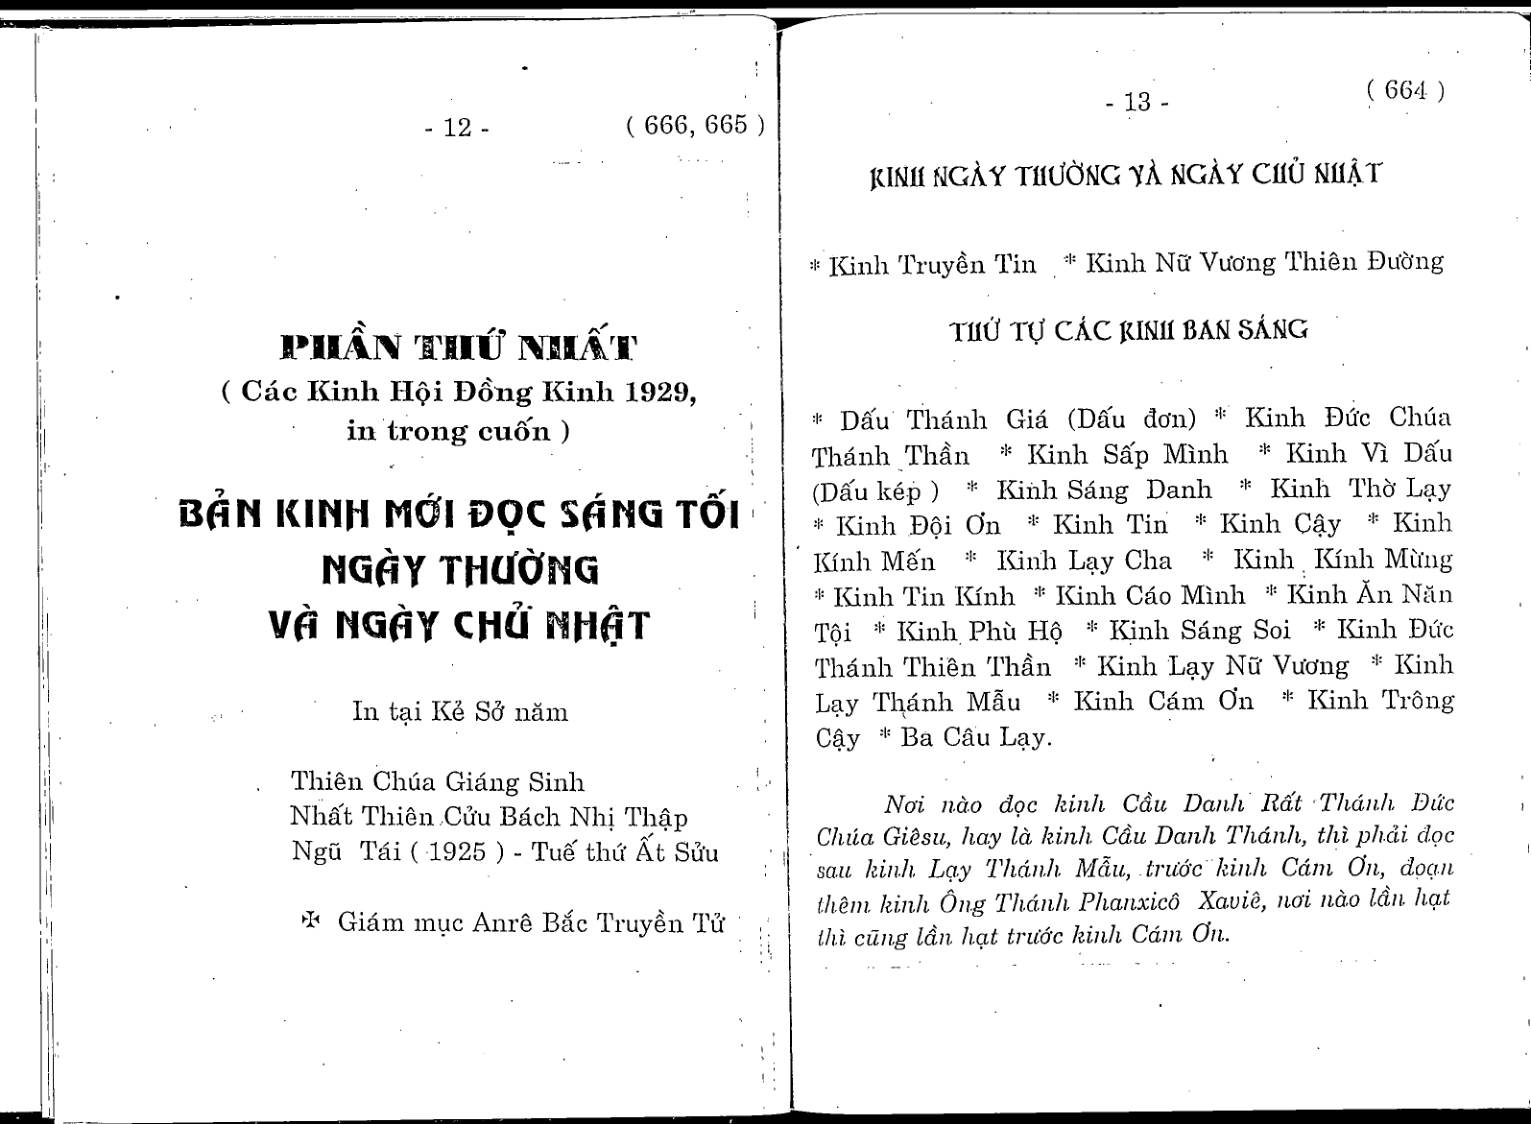 - 12 -
( 666, 665 )
PHẦN THỨ NHẤT
( Các Kinh Hội Đồng Kinh 1929,
in trong cuốn )
BẢN KINH MỚI ĐỌC SÁNG TỐI
NGÀY THƯỜNG
VÀ NGÀY CHỦ NHẬT
In tại Kẻ Sở năm
Thiên Chúa Giáng Sinh
Nhất Thiên Cửu Bách Nhị Thập
Ngũ Tái ( 1925 ) - Tuế thứ Ất Sửu
✠ Giám mục Anrê Bắc Truyền Tử
- 13 -
( 664 )
KINH NGÀY THƯỜNG VÀ NGÀY CHỦ NHẬT
* Kinh Truyền Tin * Kinh Nữ Vương Thiên Đường
THỨ TỰ CÁC KINH BAN SÁNG
* Dấu Thánh Giá (Dấu đơn) * Kinh Đức Chúa
Thánh Thần * Kinh Sấp Mình * Kinh Vì Dấu
(Dấu kép ) * Kinh Sáng Danh * Kinh Thờ Lạy
* Kinh Đội Ơn * Kinh Tin * Kinh Cậy * Kinh
Kính Mến * Kinh Lạy Cha * Kinh Kính Mừng
* Kinh Tin Kính * Kinh Cáo Mình * Kinh Ăn Năn
Tội * Kinh Phù Hộ * Kinh Sáng Soi * Kinh Đức
Thánh Thiên Thần * Kinh Lạy Nữ Vương * Kinh
Lạy Thánh Mẫu * Kinh Cám Ơn * Kinh Trông
Cậy * Ba Câu Lạy.
Nơi nào đọc kinh Cầu Danh Rất Thánh Đức
Chúa Giêsu, hay là kinh Cầu Danh Thánh, thì phải đọc
sau kinh Lạy Thánh Mẫu, trước kinh Cám Ơn, đoạn
thêm kinh Ông Thánh Phanxicô Xaviê, nơi nào lần hạt
thì cũng lần hạt trước kinh Cám Ơn.